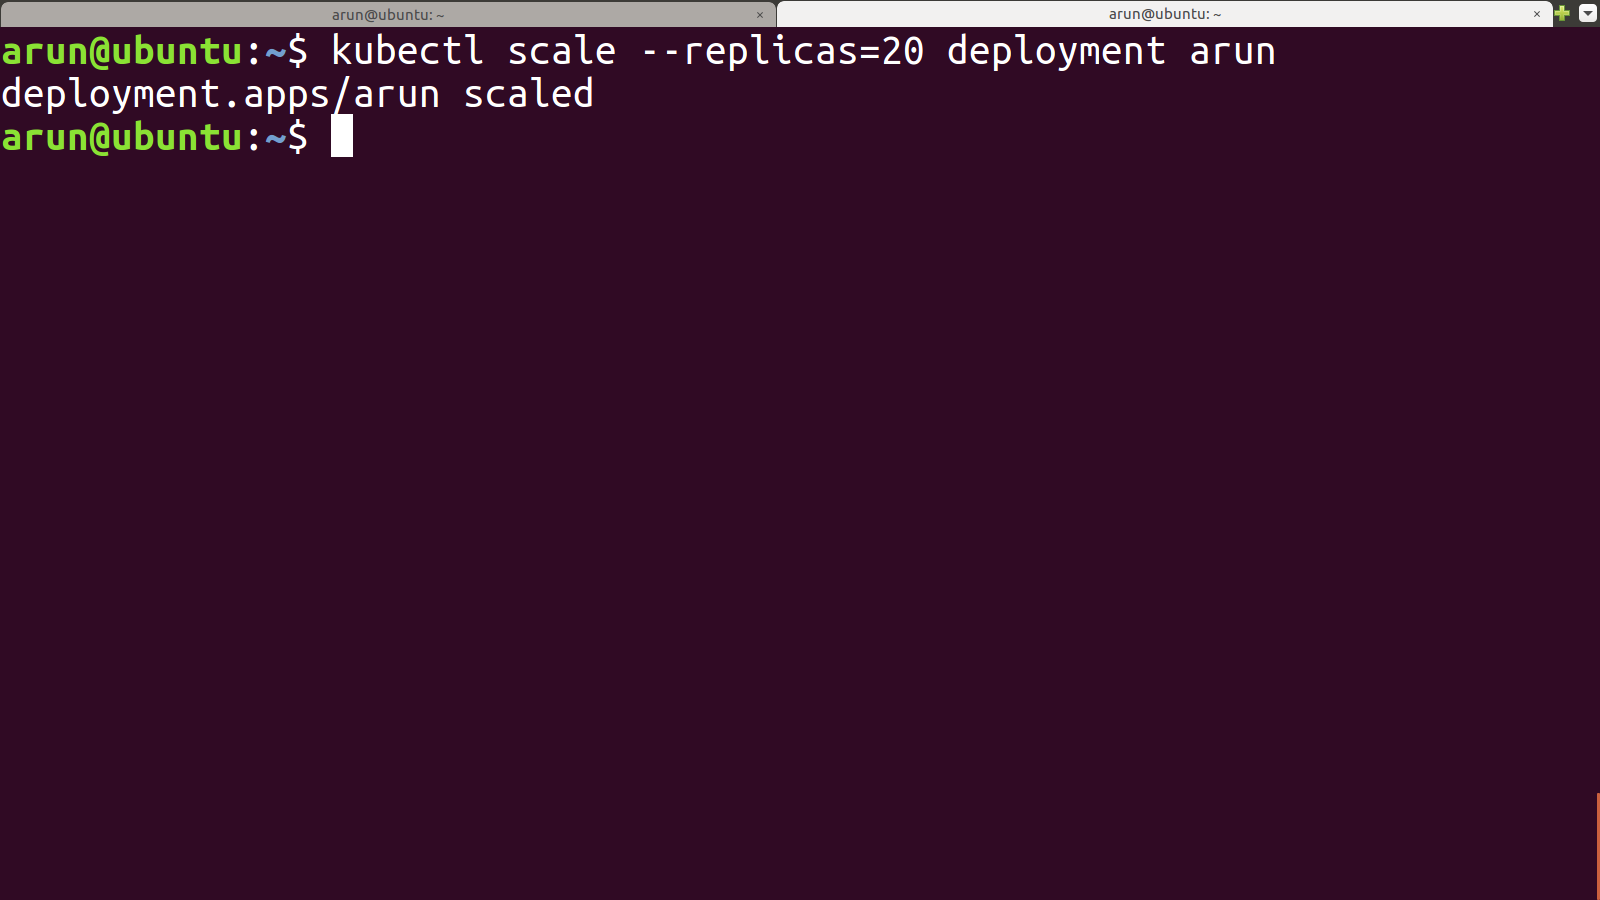 arun@ubuntu: ~ × arun@ubuntu: ~ ×
arun@ubuntu:~$ kubectl scale --replicas=20 deployment arun
deployment.apps/arun scaled
arun@ubuntu:~$